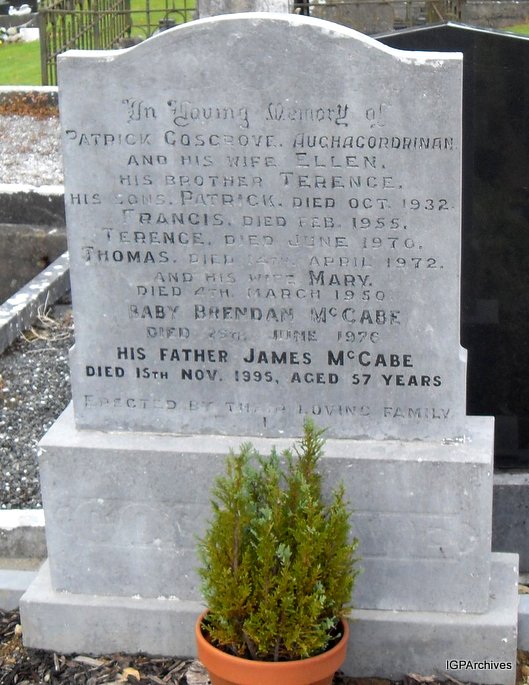 In Loving Memory of
PATRICK COSGROVE, AUGHACORDRINAN,
AND HIS WIFE ELLEN.
HIS BROTHER TERENCE.
HIS SONS, PATRICK, DIED OCT. 1932.
FRANCIS, DIED FEB. 1955.
TERENCE, DIED JUNE 1970.
THOMAS, DIED APRIL 1972.
AND HIS WIFE MARY.
DIED 4TH MARCH 1950
BABY BRENDAN MCCABE
DIED JUNE 1976
HIS FATHER JAMES MCCABE
DIED 15TH NOV. 1995, AGED 57 YEARS
ERECTED BY THEIR LOVING FAMILY
IGPArchives